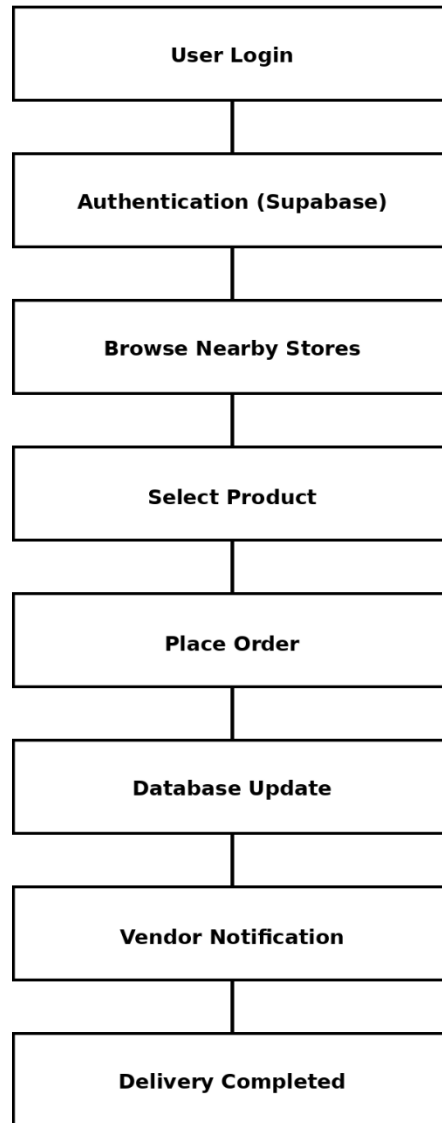 User Login
Authentication (Supabase)
Browse Nearby Stores
Select Product
Place Order
Database Update
Vendor Notification
Delivery Completed